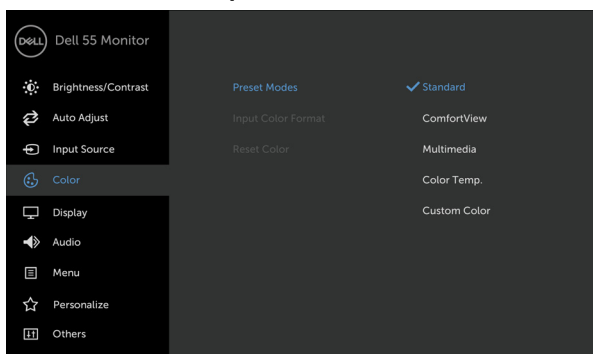 DELL
Dell 55 Monitor
Brightness/Contrast
Auto Adjust
Input Source
Color
Display
Audio
Menu
Personalize
Others
Preset Modes
Input Color Format
Reset Color
Standard
ComfortView
Multimedia
Color Temp.
Custom Color